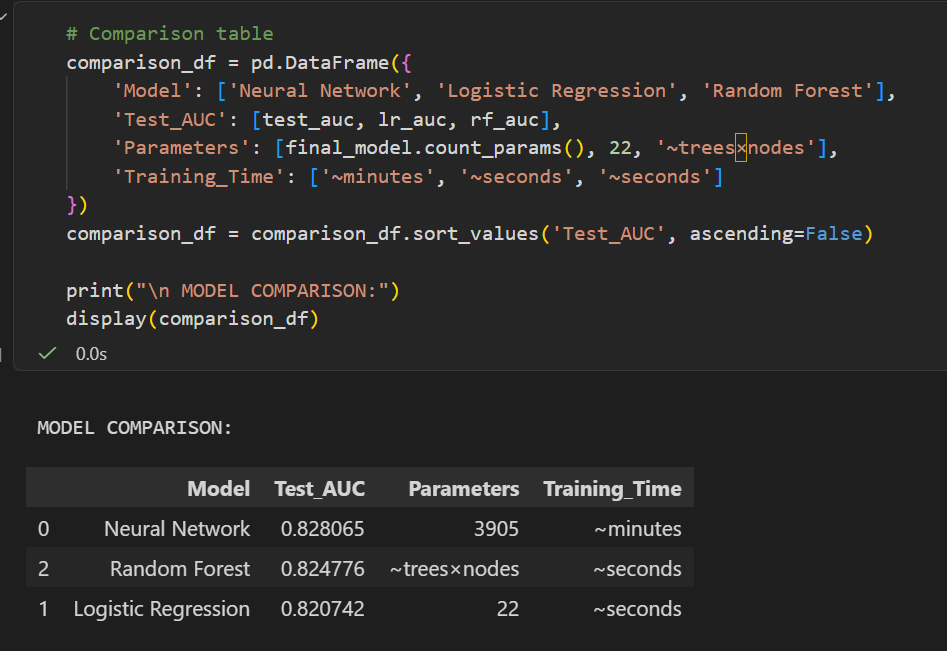 # Comparison table
comparison_df = pd.DataFrame({
    'Model': ['Neural Network', 'Logistic Regression', 'Random Forest'],
    'Test_AUC': [test_auc, lr_auc, rf_auc],
    'Parameters': [final_model.count_params(), 22, '~trees×nodes'],
    'Training_Time': ['~minutes', '~seconds', '~seconds']
})
comparison_df = comparison_df.sort_values('Test_AUC', ascending=False)
print("\n MODEL COMPARISON:")
display(comparison_df)
0.0s
MODEL COMPARISON:
Model Test_AUC Parameters Training_Time
0 Neural Network 0.828065 3905 ~minutes
2 Random Forest 0.824776 ~trees×nodes ~seconds
1 Logistic Regression 0.820742 22 ~seconds